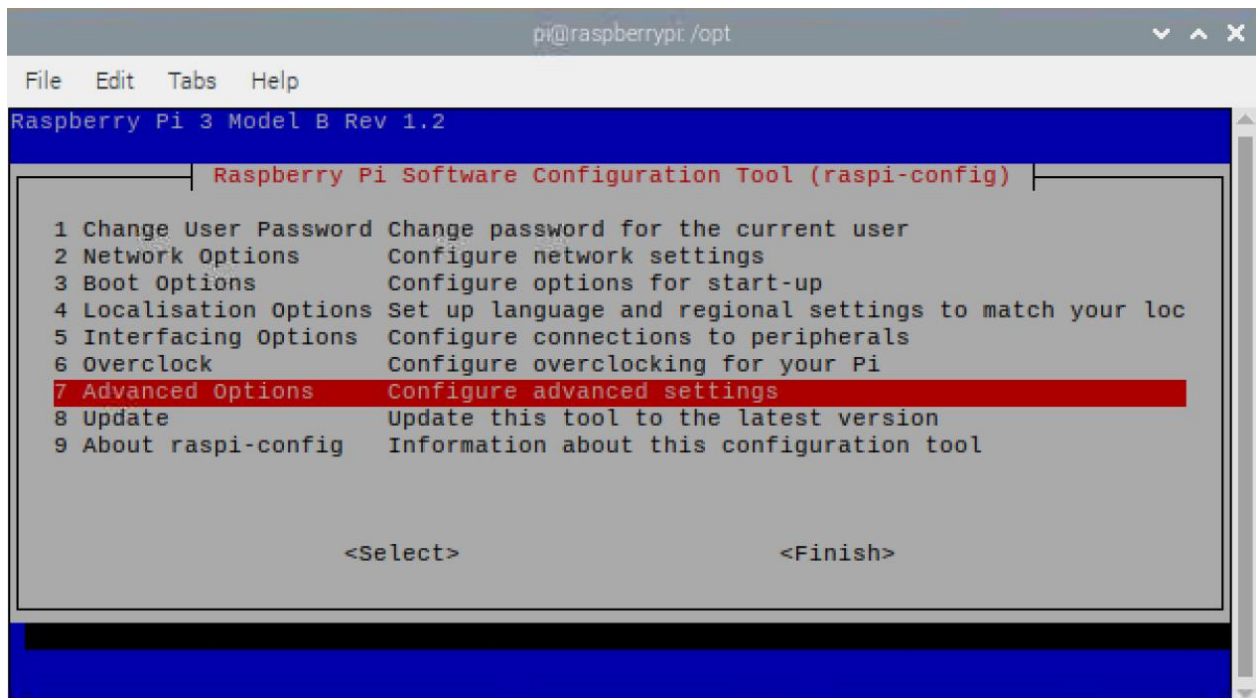 pi@raspberrypi: /opt
File Edit Tabs Help
Raspberry Pi 3 Model B Rev 1.2
Raspberry Pi Software Configuration Tool (raspi-config)
1 Change User Password Change password for the current user
2 Network Options Configure network settings
3 Boot Options Configure options for start-up
4 Localisation Options Set up language and regional settings to match your loc
5 Interfacing Options Configure connections to peripherals
6 Overclock Configure overclocking for your Pi
7 Advanced Options Configure advanced settings
8 Update Update this tool to the latest version
9 About raspi-config Information about this configuration tool
<Select> <Finish>